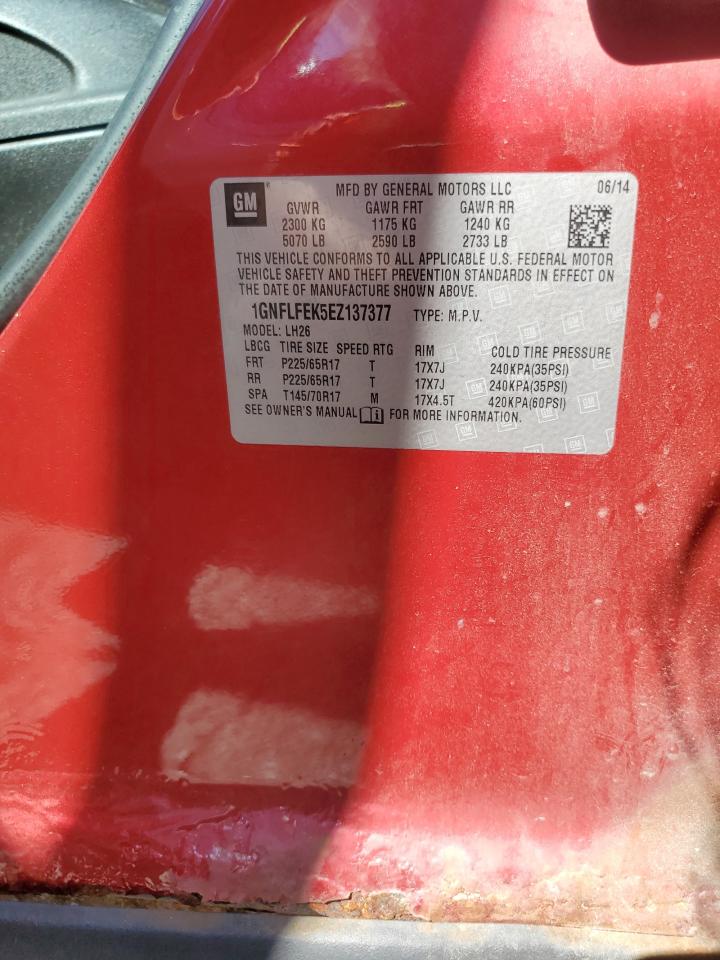 GM
MFD BY GENERAL MOTORS LLC 06/14
GVWR GAWR FRT GAWR RR
2300 KG 1175 KG 1240 KG
5070 LB 2590 LB 2733 LB
THIS VEHICLE CONFORMS TO ALL APPLICABLE U.S. FEDERAL MOTOR
VEHICLE SAFETY AND THEFT PREVENTION STANDARDS IN EFFECT ON
THE DATE OF MANUFACTURE SHOWN ABOVE.
1GNFLFEK5EZ137377 TYPE: M.P.V.
MODEL: LH26
LBCG TIRE SIZE SPEED RTG RIM COLD TIRE PRESSURE
FRT P225/65R17 T 17X7J 240KPA(35PSI)
RR P225/65R17 T 17X7J 240KPA(35PSI)
SPA T145/70R17 M 17X4.5T 420KPA(60PSI)
SEE OWNER'S MANUAL FOR MORE INFORMATION.